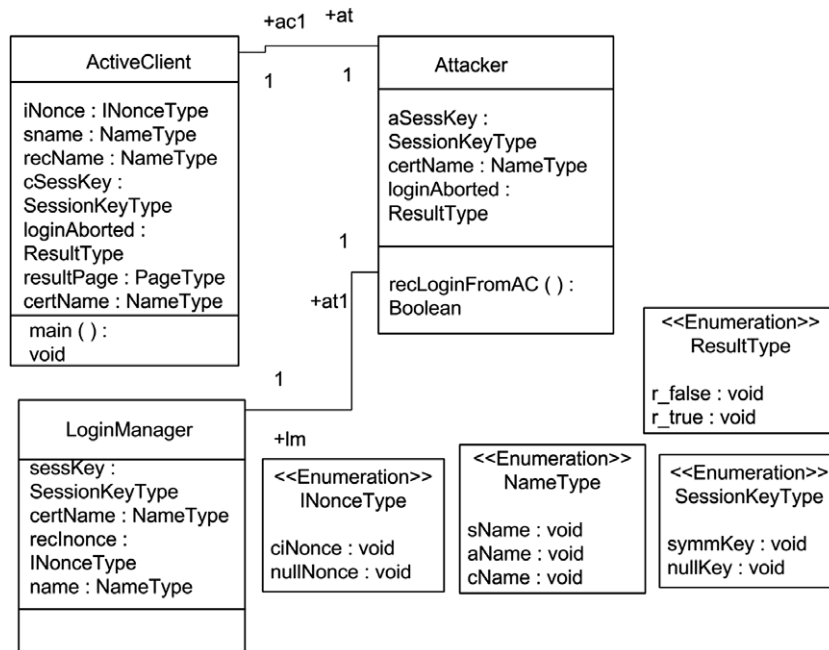 +ac1
+at
1
1
ActiveClient
iNonce : INonceType
sname : NameType
recName : NameType
cSessKey :
SessionKeyType
loginAborted :
ResultType
resultPage : PageType
certName : NameType
main ( ) :
void
Attacker
aSessKey :
SessionKeyType
certName : NameType
loginAborted :
ResultType
recLoginFromAC ( ) :
Boolean
1
+at1
1
+lm
LoginManager
sessKey :
SessionKeyType
certName : NameType
recInonce :
INonceType
name : NameType
<<Enumeration>>
INonceType
ciNonce : void
nullNonce : void
<<Enumeration>>
NameType
sName : void
aName : void
cName : void
<<Enumeration>>
ResultType
r_false : void
r_true : void
<<Enumeration>>
SessionKeyType
symmKey : void
nullKey : void